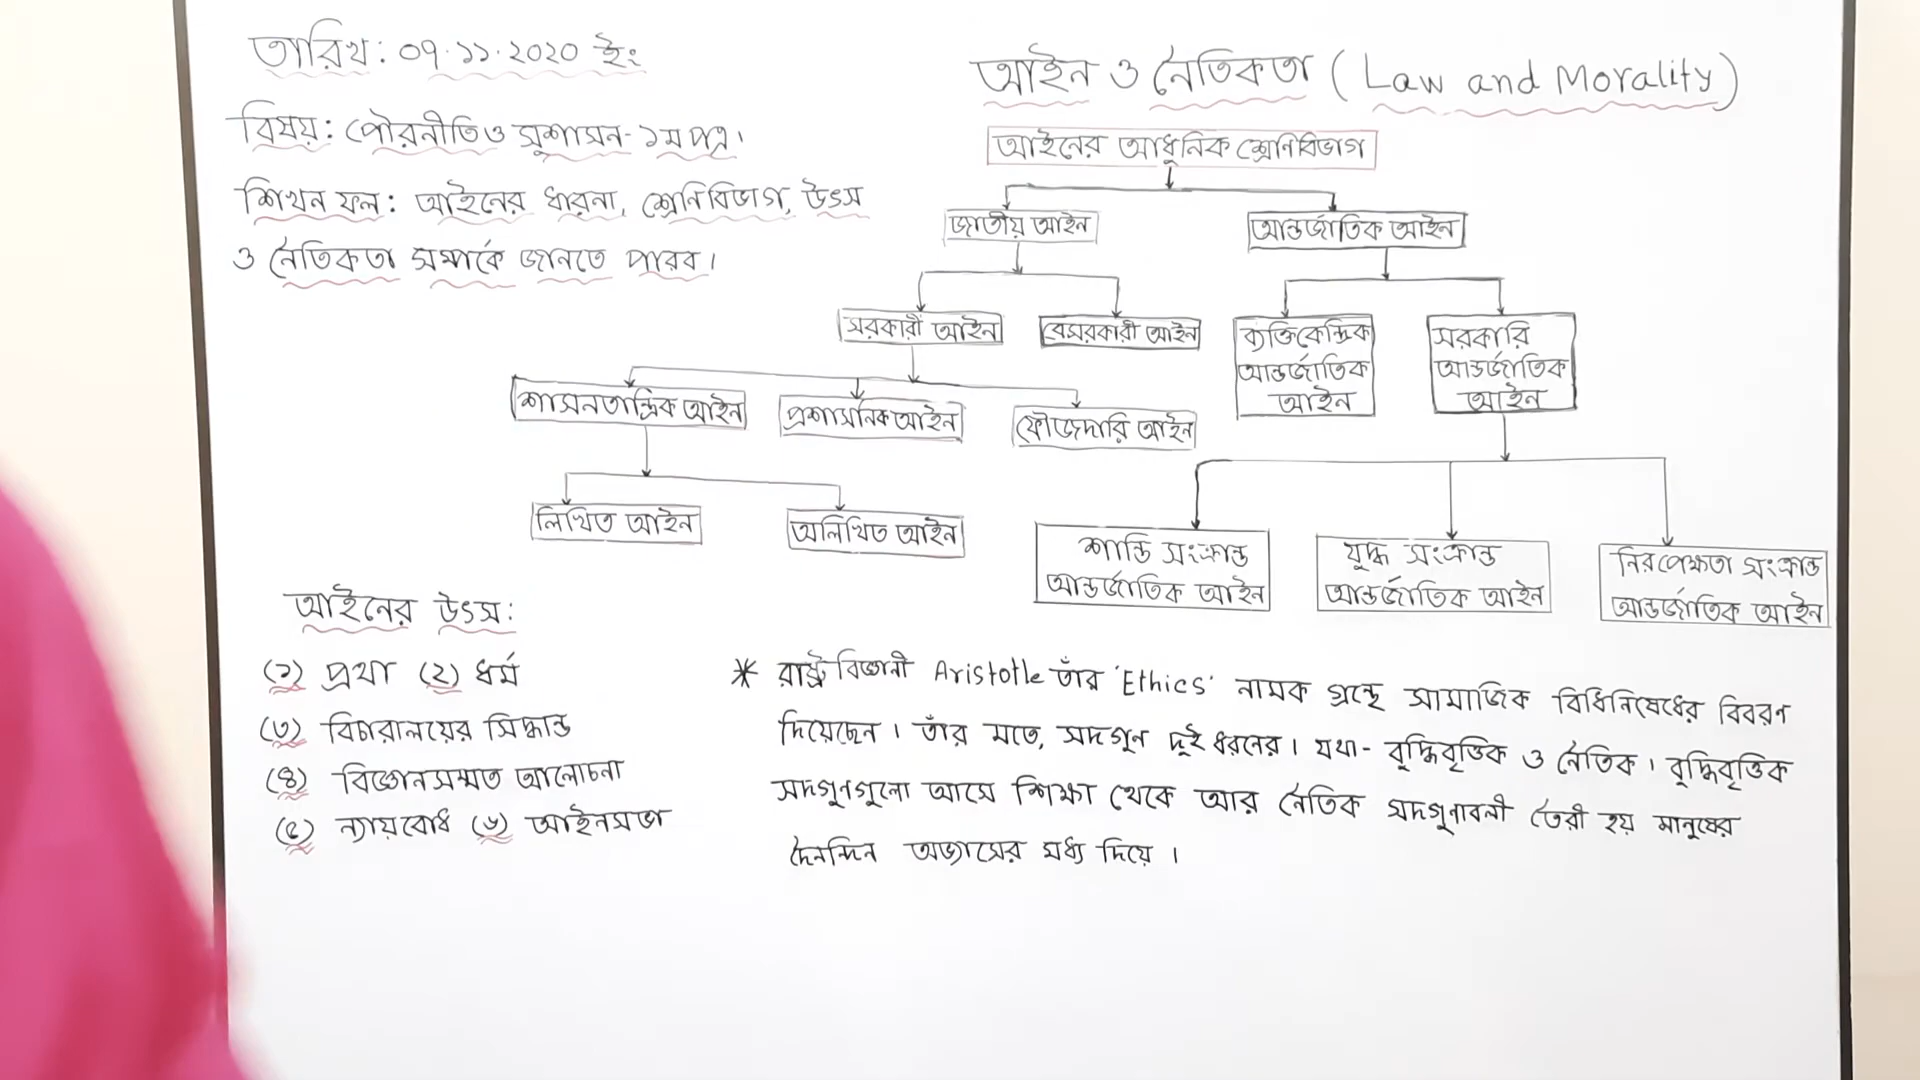 তারিখ: ০৭.১১.২০২০ ইং
বিষয়: পৌরনীতি ও সুশাসন- ১ম পত্র।
শিখন ফল: আইনের ধারনা, শ্রেণিবিভাগ, উৎস
ও নৈতিকতা সম্পর্কে জানতে পারব।
আইন ও নৈতিকতা (Law and Morality)
আইনের আধুনিক শ্রেণিবিভাগ
জাতীয় আইন
আন্তর্জাতিক আইন
সরকারী আইন
বেসরকারী আইন
ব্যক্তিকেন্দ্রিক
আন্তর্জাতিক
আইন
সরকারি
আন্তর্জাতিক
আইন
শাসনতান্ত্রিক আইন
প্রশাসনিক আইন
ফৌজদারি আইন
লিখিত আইন
অলিখিত আইন
শান্তি সংক্রান্ত
আন্তর্জাতিক আইন
যুদ্ধ সংক্রান্ত
আন্তর্জাতিক আইন
নিরপেক্ষতা সংক্রান্ত
আন্তর্জাতিক আইন
আইনের উৎস:
(১) প্রথা (২) ধর্ম
(৩) বিচারালয়ের সিদ্ধান্ত
(৪) বিজ্ঞানসম্মত আলোচনা
(৫) ন্যায়বোধ (৬) আইনসভা
* রাষ্ট্রবিজ্ঞানী Aristotle তাঁর 'Ethics' নামক গ্রন্থে সামাজিক বিধিনিষেধের বিবরণ
দিয়েছেন। তাঁর মতে, সদগুন দুই ধরনের। যথা- বুদ্ধিবৃত্তিক ও নৈতিক। বুদ্ধিবৃত্তিক
সদগুণগুলো আসে শিক্ষা থেকে আর নৈতিক সদগুণাবলী তৈরী হয় মানুষের
দৈনন্দিন অভ্যাসের মধ্য দিয়ে।